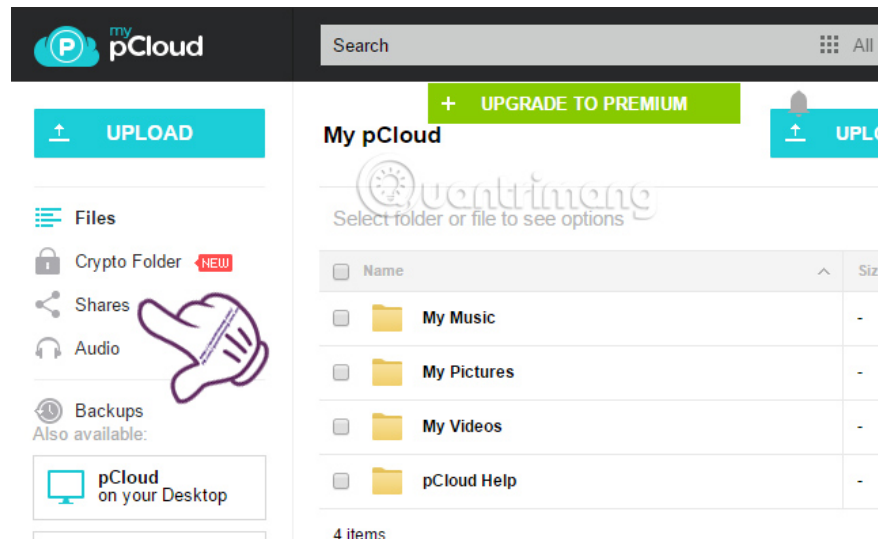 my
pCloud
Search
All
UPLOAD
+ UPGRADE TO PREMIUM
My pCloud
UPLO
Quantrimang
Select folder or file to see options
Files
Crypto Folder NEW
Shares
Audio
Backups
Also available:
pCloud
on your Desktop
Name
Siz
My Music
-
My Pictures
-
My Videos
-
pCloud Help
-
4 items